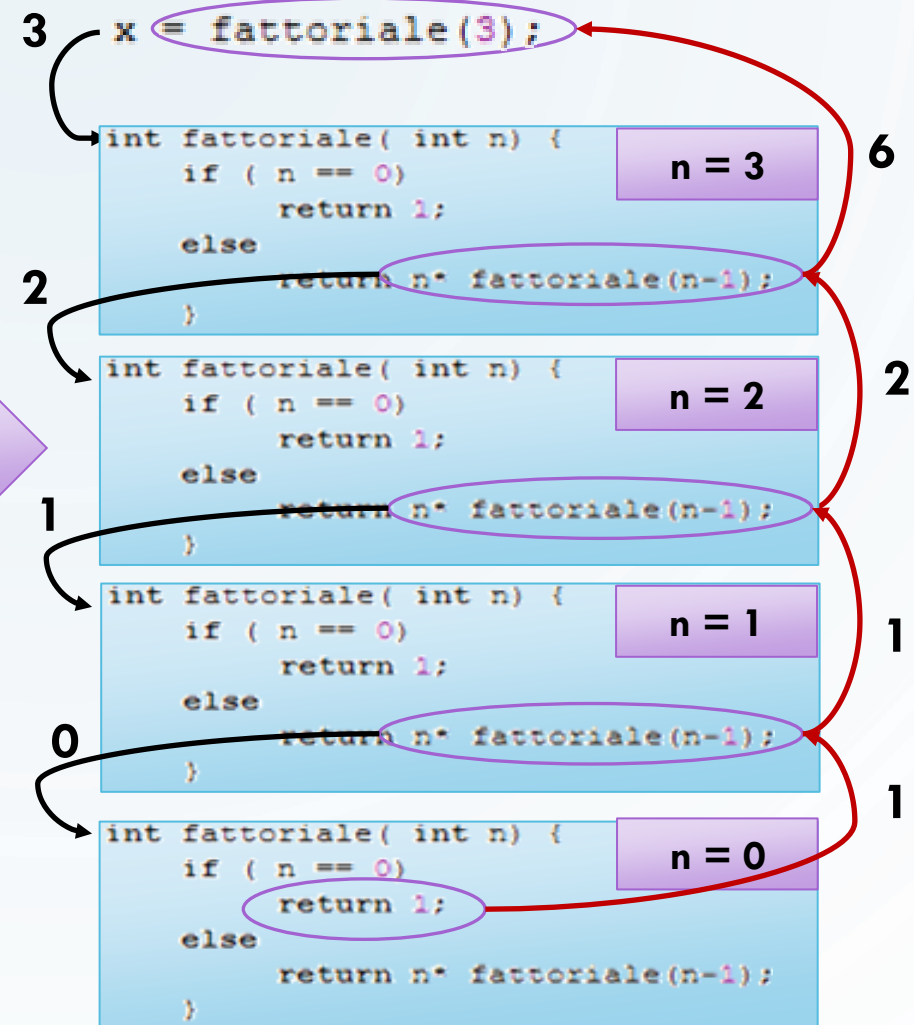 3 x = fattoriale(3);
int fattoriale( int n) {
n = 3
6
if ( n == 0)
return 1;
else
2
return n* fattoriale(n-1);
}
int fattoriale( int n) {
n = 2
2
if ( n == 0)
return 1;
else
1
return n* fattoriale(n-1);
}
int fattoriale( int n) {
n = 1
1
if ( n == 0)
return 1;
else
0
return n* fattoriale(n-1);
}
1
int fattoriale( int n) {
n = 0
if ( n == 0)
return 1;
else
return n* fattoriale(n-1);
}